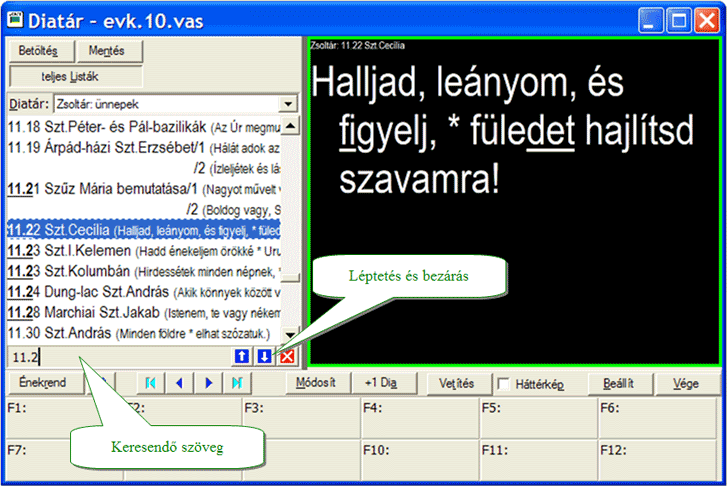 Diatár - evk.10.vas
Betöltés Mentés
teljes Listák
Diatár: Zsoltár: ünnepek
11.18 Szt.Péter- és Pál-bazilikák (Az Úr megmu
11.19 Árpád-házi Szt.Erzsébet/1 (Hálát adok az
/2 (Ízleljétek és lás
11.21 Szűz Mária bemutatása/1 (Nagyot művelt v
/2 (Boldog vagy, S
11.22 Szt.Cecilia (Halljad, leányom, és figyelj, * füled
11.23 Szt.I.Kelemen (Hadd énekeljem örökké * Uru
11.23 Szt.Kolumbán (Hirdessétek minden népnek, *
11.24 Dung-lac Szt.András (Akik könnyek között v
11.28 Marchiai Szt.Jakab (Istenem, te vagy nékem
11.30 Szt.András (Minden földre * elhat szózatuk.)
11.2
Zsoltár: 11.22 Szt.Cecilia
Halljad, leányom, és
figyelj, * füledet hajlítsd
szavamra!
Léptetés és bezárás
Énekrend Módosít +1 Dia Vetítés Háttérkép Beállít Vége
F1: F2: F3: F4: F5: F6:
F7: F10: F11: F12:
Keresendő szöveg